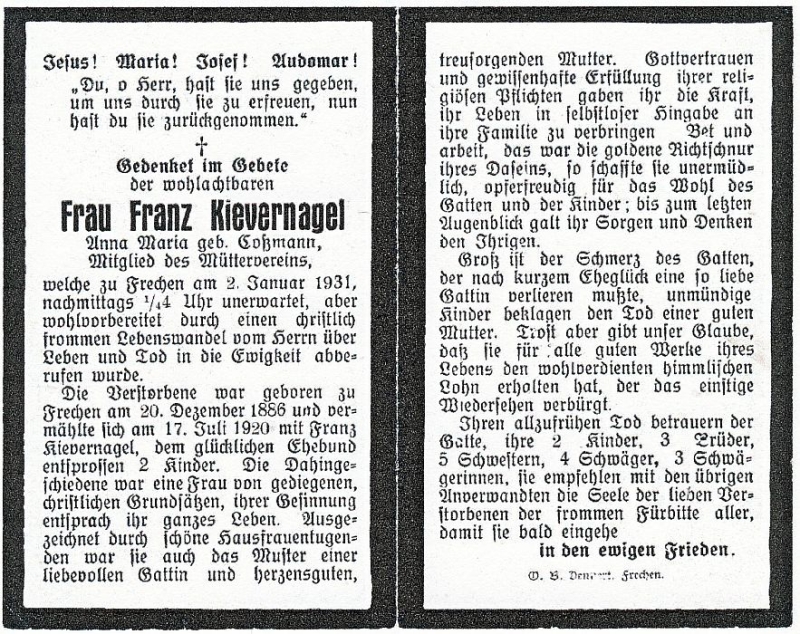 Jesus! Maria! Josef! Audomar!
„Du, o Herr, hast sie uns gegeben,
um uns durch sie zu erfreuen, nun
hast du sie zurückgenommen.“
†
Gedenket im Gebete
der wohlachtbaren
Frau Franz Kievernagel
Anna Maria geb. Coßmann,
Mitglied des Müttervereins,
welche zu Frechen am 2. Januar 1931,
nachmittags ¼4 Uhr unerwartet, aber
wohlvorbereitet durch einen christlich
frommen Lebenswandel vom Herrn über
Leben und Tod in die Ewigkeit abbe-
rufen wurde.
Die Verstorbene war geboren zu
Frechen am 20. Dezember 1886 und ver-
mählte sich am 17. Juli 1920 mit Franz
Kievernagel, dem glücklichen Ehebund
entsprossen 2 Kinder. Die Dahinge-
schiedene war eine Frau von gediegenen,
christlichen Grundsätzen, ihrer Gesinnung
entsprach ihr ganzes Leben. Ausge-
zeichnet durch schöne Hausfrauentugen-
den war sie auch das Muster einer
liebevollen Gattin und herzensguten,
treusorgenden Mutter. Gottvertrauen
und gewissenhafte Erfüllung ihrer reli-
giösen Pflichten gaben ihr die Kraft,
ihr Leben in selbstloser Hingabe an
ihre Familie zu verbringen Bet und
arbeit, das war die goldene Richtschnur
ihres Daseins, so schaffte sie unermüd-
lich, opferfreudig für das Wohl des
Gatten und der Kinder; bis zum letzten
Augenblick galt ihr Sorgen und Denken
den Ihrigen.
Groß ist der Schmerz des Gatten,
der nach kurzem Eheglück eine so liebe
Gattin verlieren mußte, unmündige
Kinder beklagen den Tod einer guten
Mutter. Trost aber gibt unser Glaube,
daß sie für alle guten Werke ihres
Lebens den wohlverdienten himmlischen
Lohn erholten hat, der das einstige
Wiedersehen verbürgt.
Ihren allzufrühen Tod betrauern der
Gatte, ihre 2 Kinder, 3 Brüder,
5 Schwestern, 4 Schwäger, 3 Schwä-
gerinnen, sie empfehlen mit den übrigen
Anverwandten die Seele der lieben Ver-
storbenen der frommen Fürbitte aller,
damit sie bald eingehe
in den ewigen Frieden.
Frechen.